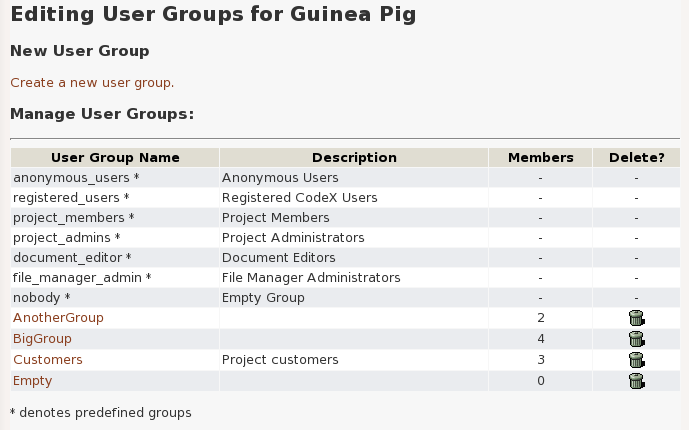 Editing User Groups for Guinea Pig
New User Group
Create a new user group.
Manage User Groups:
User Group Name Description Members Delete?
anonymous_users * Anonymous Users - -
registered_users * Registered CodeX Users - -
project_members * Project Members - -
project_admins * Project Administrators - -
document_editor * Document Editors - -
file_manager_admin * File Manager Administrators - -
nobody * Empty Group - -
AnotherGroup 2
BigGroup 4
Customers Project customers 3
Empty 0
* denotes predefined groups